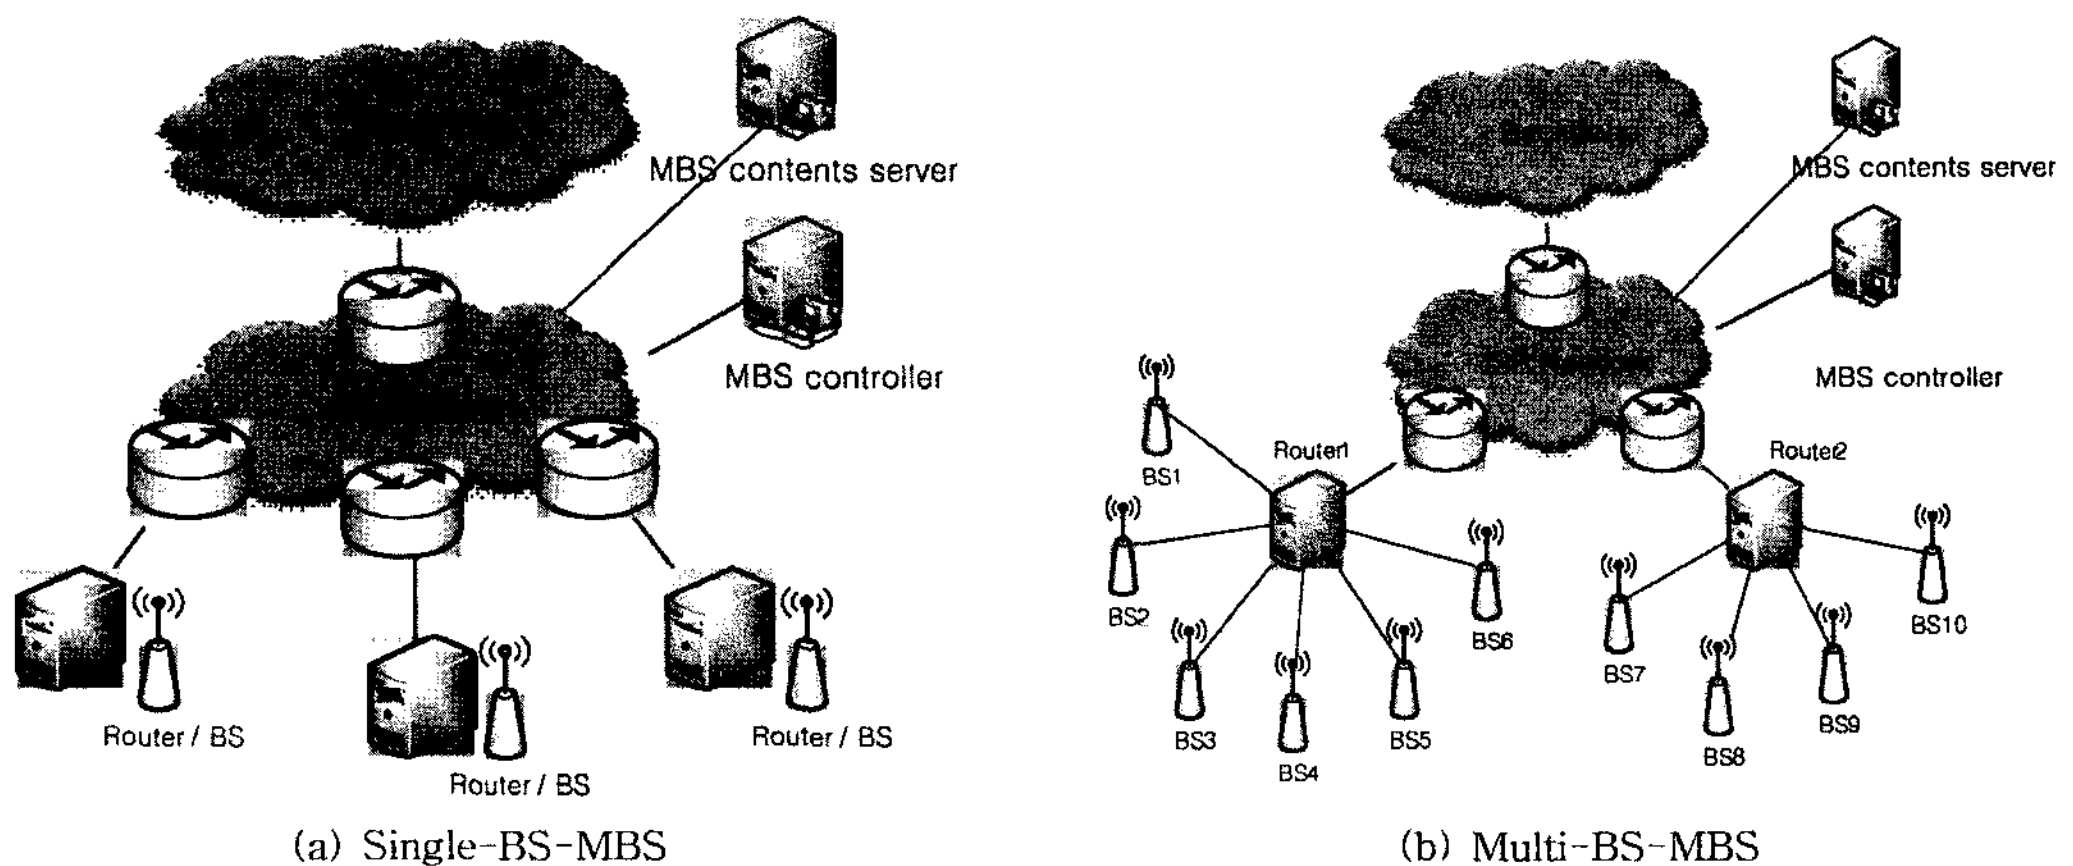 MBS contents server
MBS controller
Router / BS
Router / BS
Router / BS
(a) Single-BS-MBS
MBS contents server
MBS controller
Router1
Router2
BS1
BS2
BS3
BS4
BS5
BS6
BS7
BS8
BS9
BS10
(b) Multi-BS-MBS